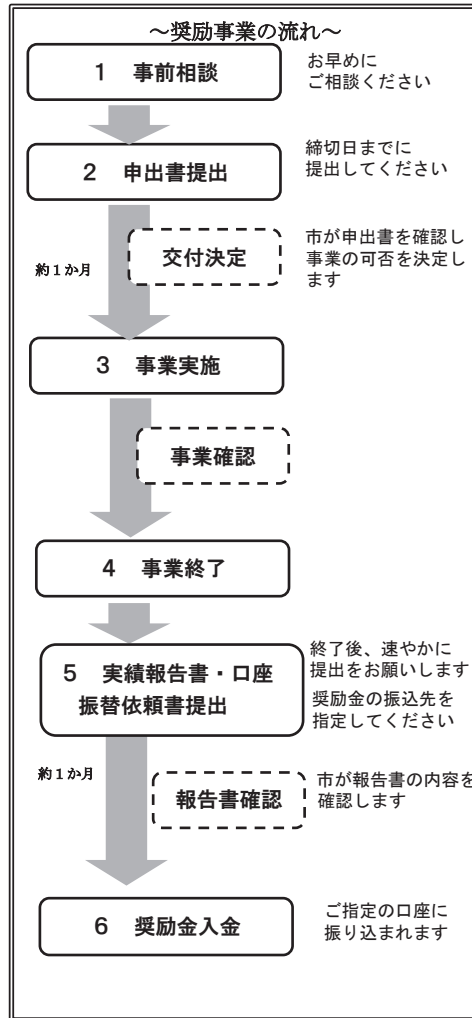 ～奨励事業の流れ～
1　事前相談
お早めに
ご相談ください
2　申出書提出
締切日までに
提出してください
約１か月
交付決定
市が申出書を確認し
事業の可否を決定し
ます
3　事業実施
事業確認
4　事業終了
5　実績報告書・口座
振替依頼書提出
終了後、速やかに
提出をお願いします
奨励金の振込先を
指定してください
約１か月
報告書確認
市が報告書の内容を
確認します
6　奨励金入金
ご指定の口座に
振り込まれます